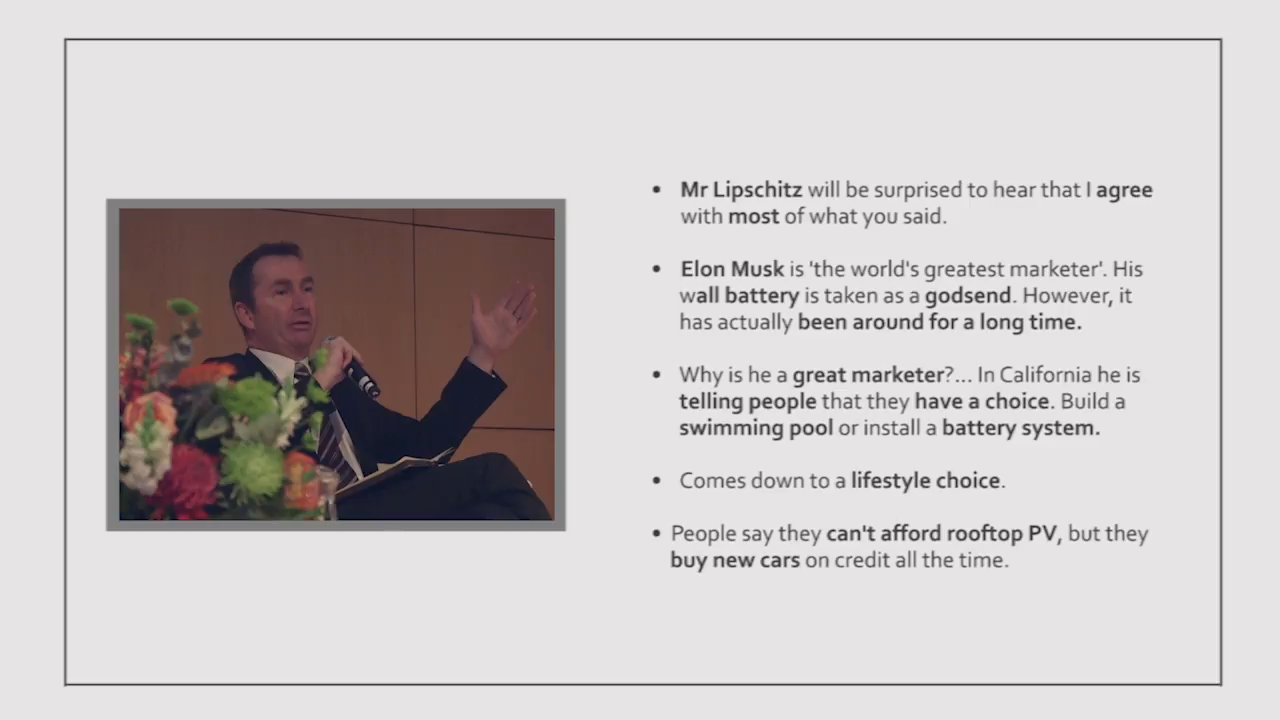 • Mr Lipschitz will be surprised to hear that I agree
with most of what you said.
• Elon Musk is 'the world's greatest marketer'. His
wall battery is taken as a godsend. However, it
has actually been around for a long time.
• Why is he a great marketer?... In California he is
telling people that they have a choice. Build a
swimming pool or install a battery system.
• Comes down to a lifestyle choice.
• People say they can't afford rooftop PV, but they
buy new cars on credit all the time.